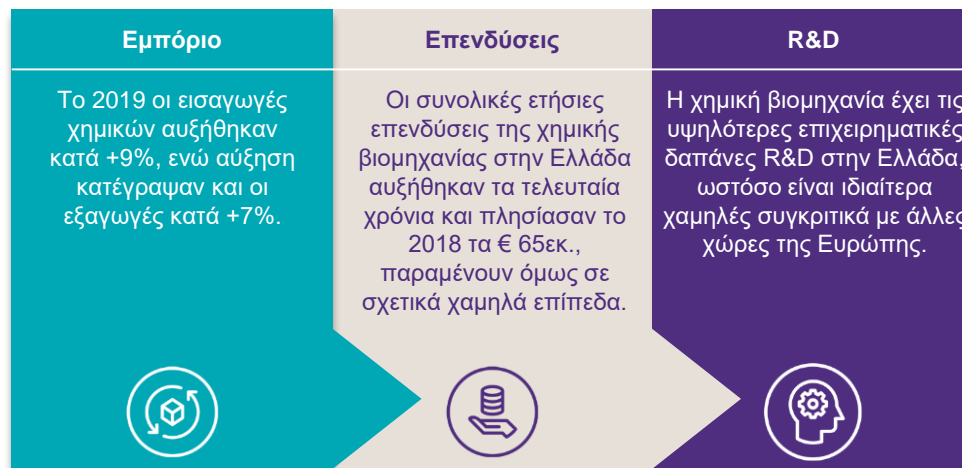 Εμπόριο
Το 2019 οι εισαγωγές
χημικών αυξήθηκαν
κατά +9%, ενώ αύξηση
κατέγραψαν και οι
εξαγωγές κατά +7%.
Επενδύσεις
Οι συνολικές ετήσιες
επενδύσεις της χημικής
βιομηχανίας στην Ελλάδα
αυξήθηκαν τα τελευταία
χρόνια και πλησίασαν το
2018 τα € 65εκ.,
παραμένουν όμως σε
σχετικά χαμηλά επίπεδα.
R&D
Η χημική βιομηχανία έχει τις
υψηλότερες επιχειρηματικές
δαπάνες R&D στην Ελλάδα,
ωστόσο είναι ιδιαίτερα
χαμηλές συγκριτικά με άλλες
χώρες της Ευρώπης.